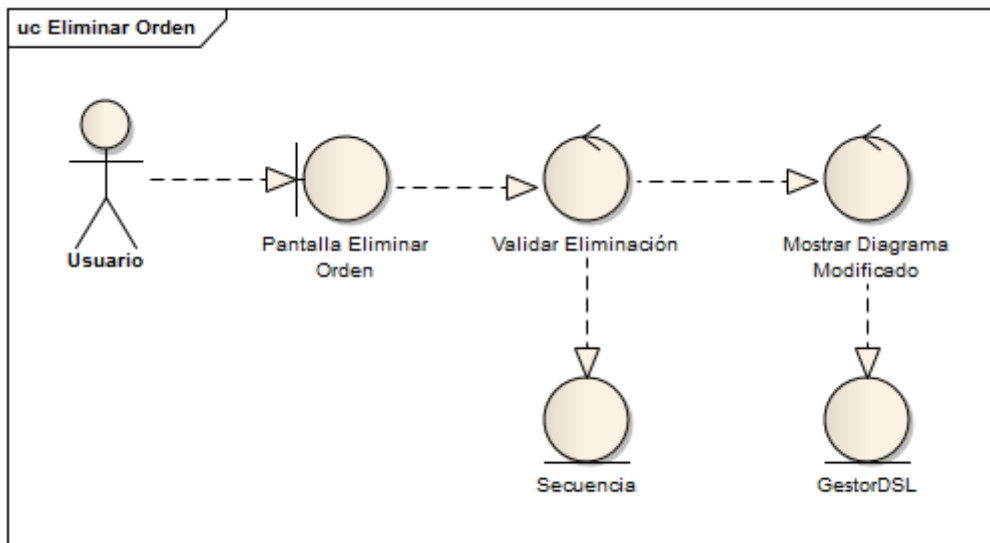 uc Eliminar Orden
Usuario
Pantalla Eliminar
Orden
Validar Eliminación
Mostrar Diagrama
Modificado
Secuencia
GestorDSL